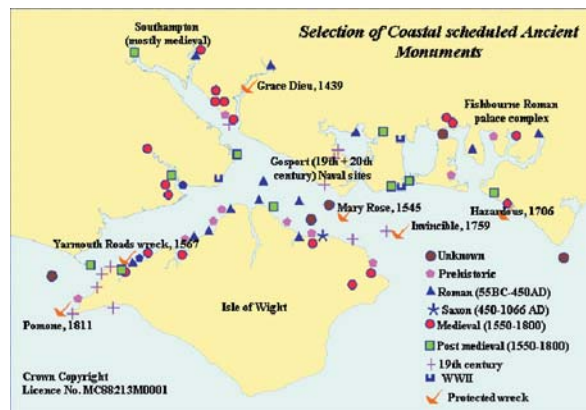 Selection of Coastal scheduled Ancient
Monuments
Southampton
(mostly medieval)
Grace Dieu, 1439
Fishbourne Roman
palace complex
Gosport (19th + 20th
century) Naval sites
Mary Rose, 1545
Hazardous, 1706
Invincible, 1759
Yarmouth Roads wreck, 1567
Isle of Wight
Pomone, 1811
Unknown
Prehistoric
Roman (55BC-450AD)
Saxon (450-1066 AD)
Medieval (1550-1800)
Post medieval (1550-1800)
19th century
WWII
Protected wreck
Crown Copyright
Licence No. MC88213M0001